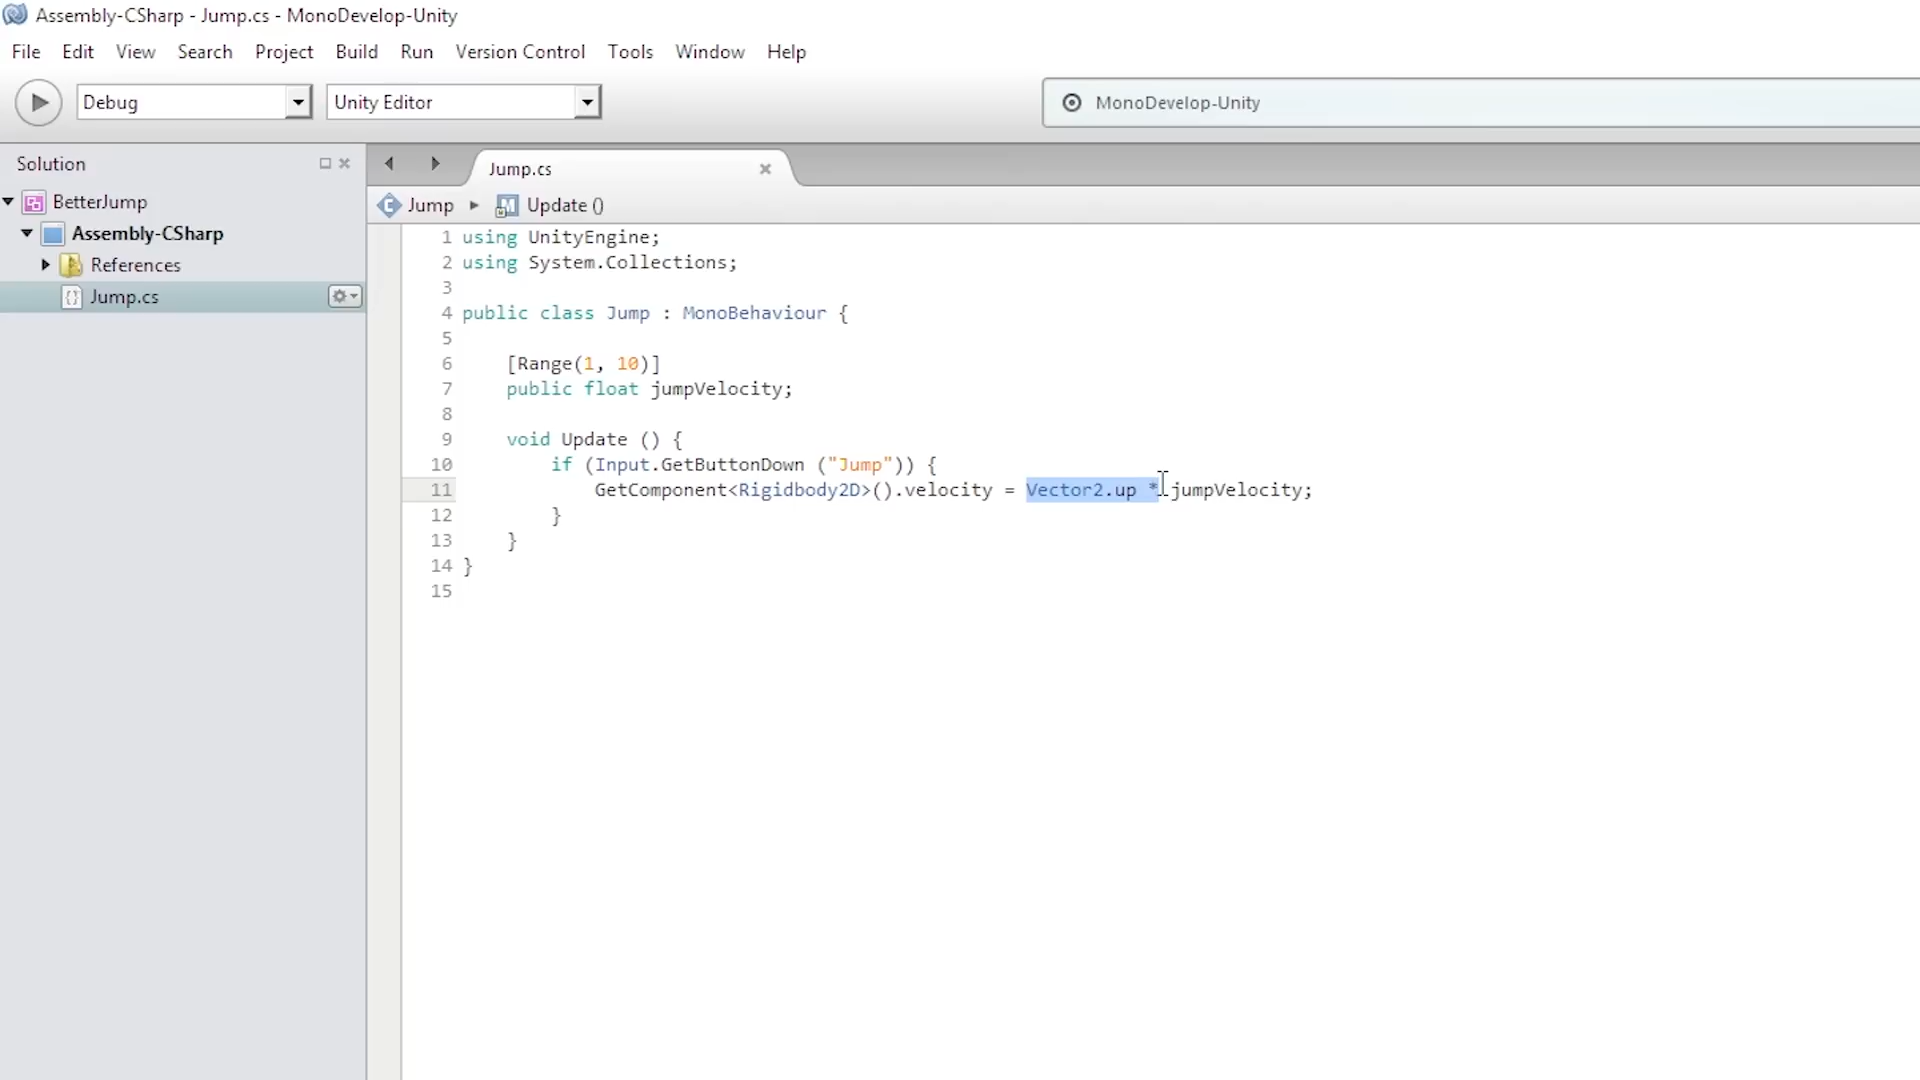 Assembly-CSharp - Jump.cs - MonoDevelop-Unity
File Edit View Search Project Build Run Version Control Tools Window Help
Debug
Unity Editor
MonoDevelop-Unity
Solution
BetterJump
Assembly-CSharp
References
Jump.cs
Jump.cs
Jump
Update ()
1 using UnityEngine;
2 using System.Collections;
3
4 public class Jump : MonoBehaviour {
5
6     [Range(1, 10)]
7     public float jumpVelocity;
8
9     void Update () {
10         if (Input.GetButtonDown ("Jump")) {
11             GetComponent<Rigidbody2D>().velocity = Vector2.up * jumpVelocity;
12         }
13     }
14 }
15